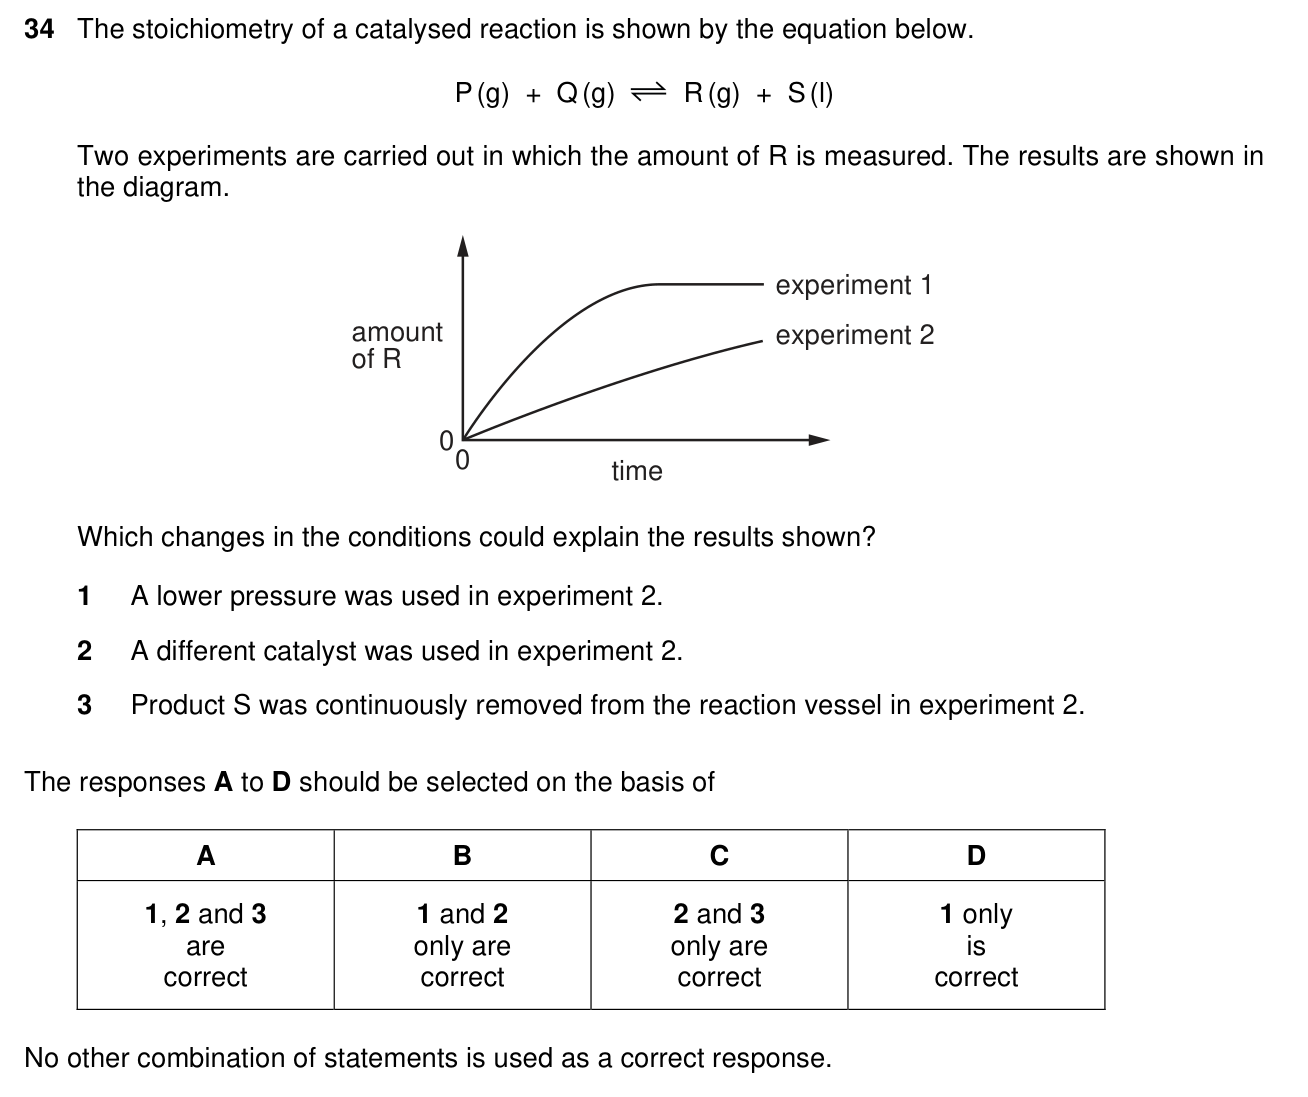 34 The stoichiometry of a catalysed reaction is shown by the equation below.
P(g) + Q(g) ⇌ R(g) + S(l)
Two experiments are carried out in which the amount of R is measured. The results are shown in
the diagram.
experiment 1
amount
of R
experiment 2
0
0
time
Which changes in the conditions could explain the results shown?
1 A lower pressure was used in experiment 2.
2 A different catalyst was used in experiment 2.
3 Product S was continuously removed from the reaction vessel in experiment 2.
The responses A to D should be selected on the basis of
A B C D
1, 2 and 3 1 and 2 2 and 3 1 only
are only are only are is
correct correct correct correct
No other combination of statements is used as a correct response.